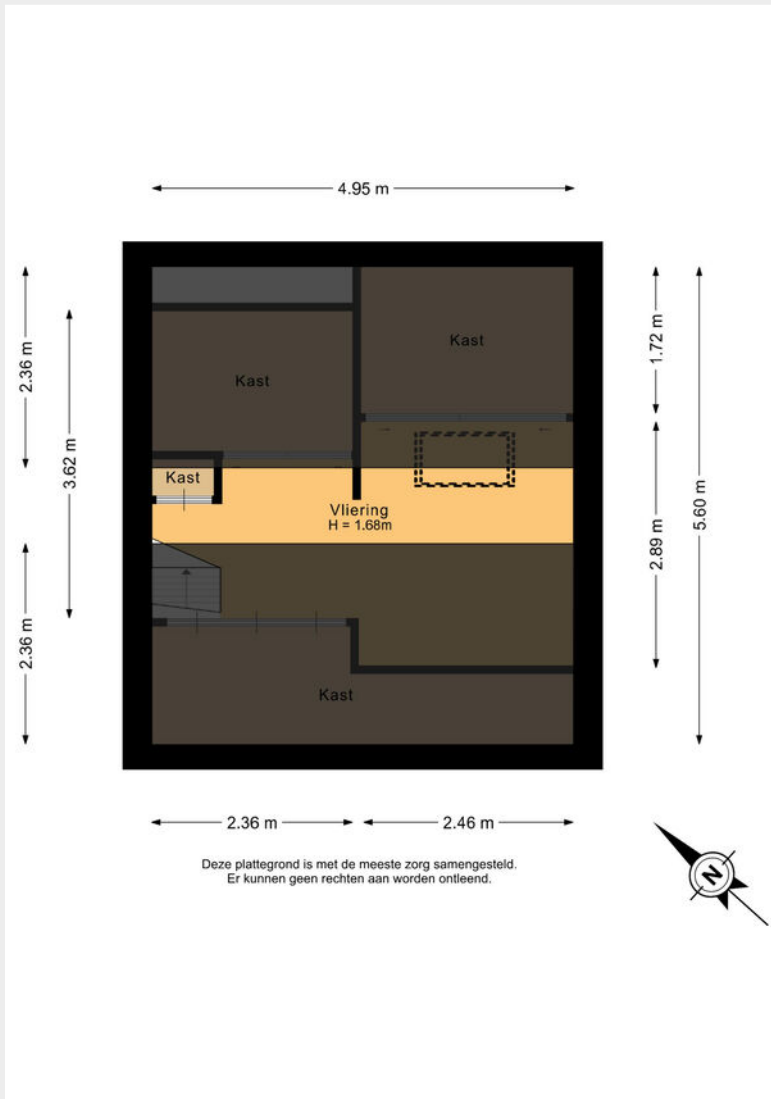 4.95 m
2.36 m
3.62 m
2.36 m
Kast
Kast
Kast
Vliering
H = 1.68m
Kast
1.72 m
2.89 m
5.60 m
2.36 m
2.46 m
Deze plattegrond is met de meeste zorg samengesteld.
Er kunnen geen rechten aan worden ontleend.
N